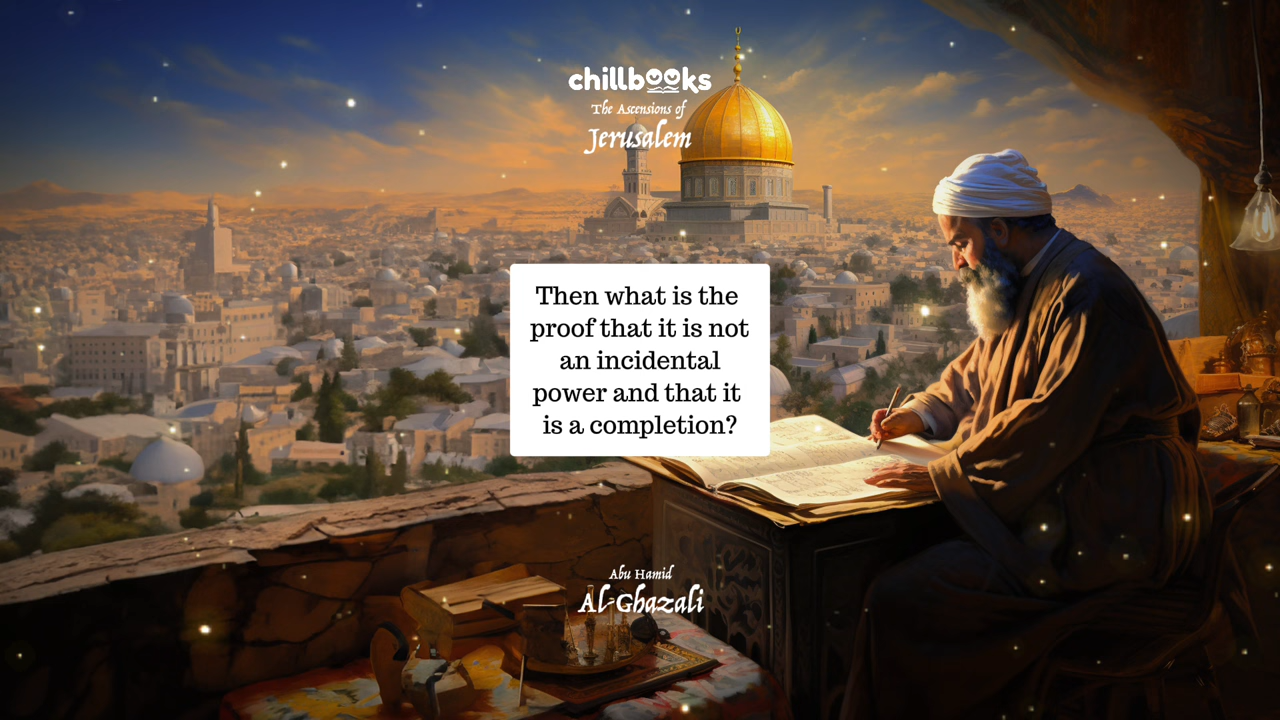 chillbooks
The Ascensions of
Jerusalem
Then what is the
proof that it is not
an incidental
power and that it
is a completion?
Abu Hamid
Al-Ghazali